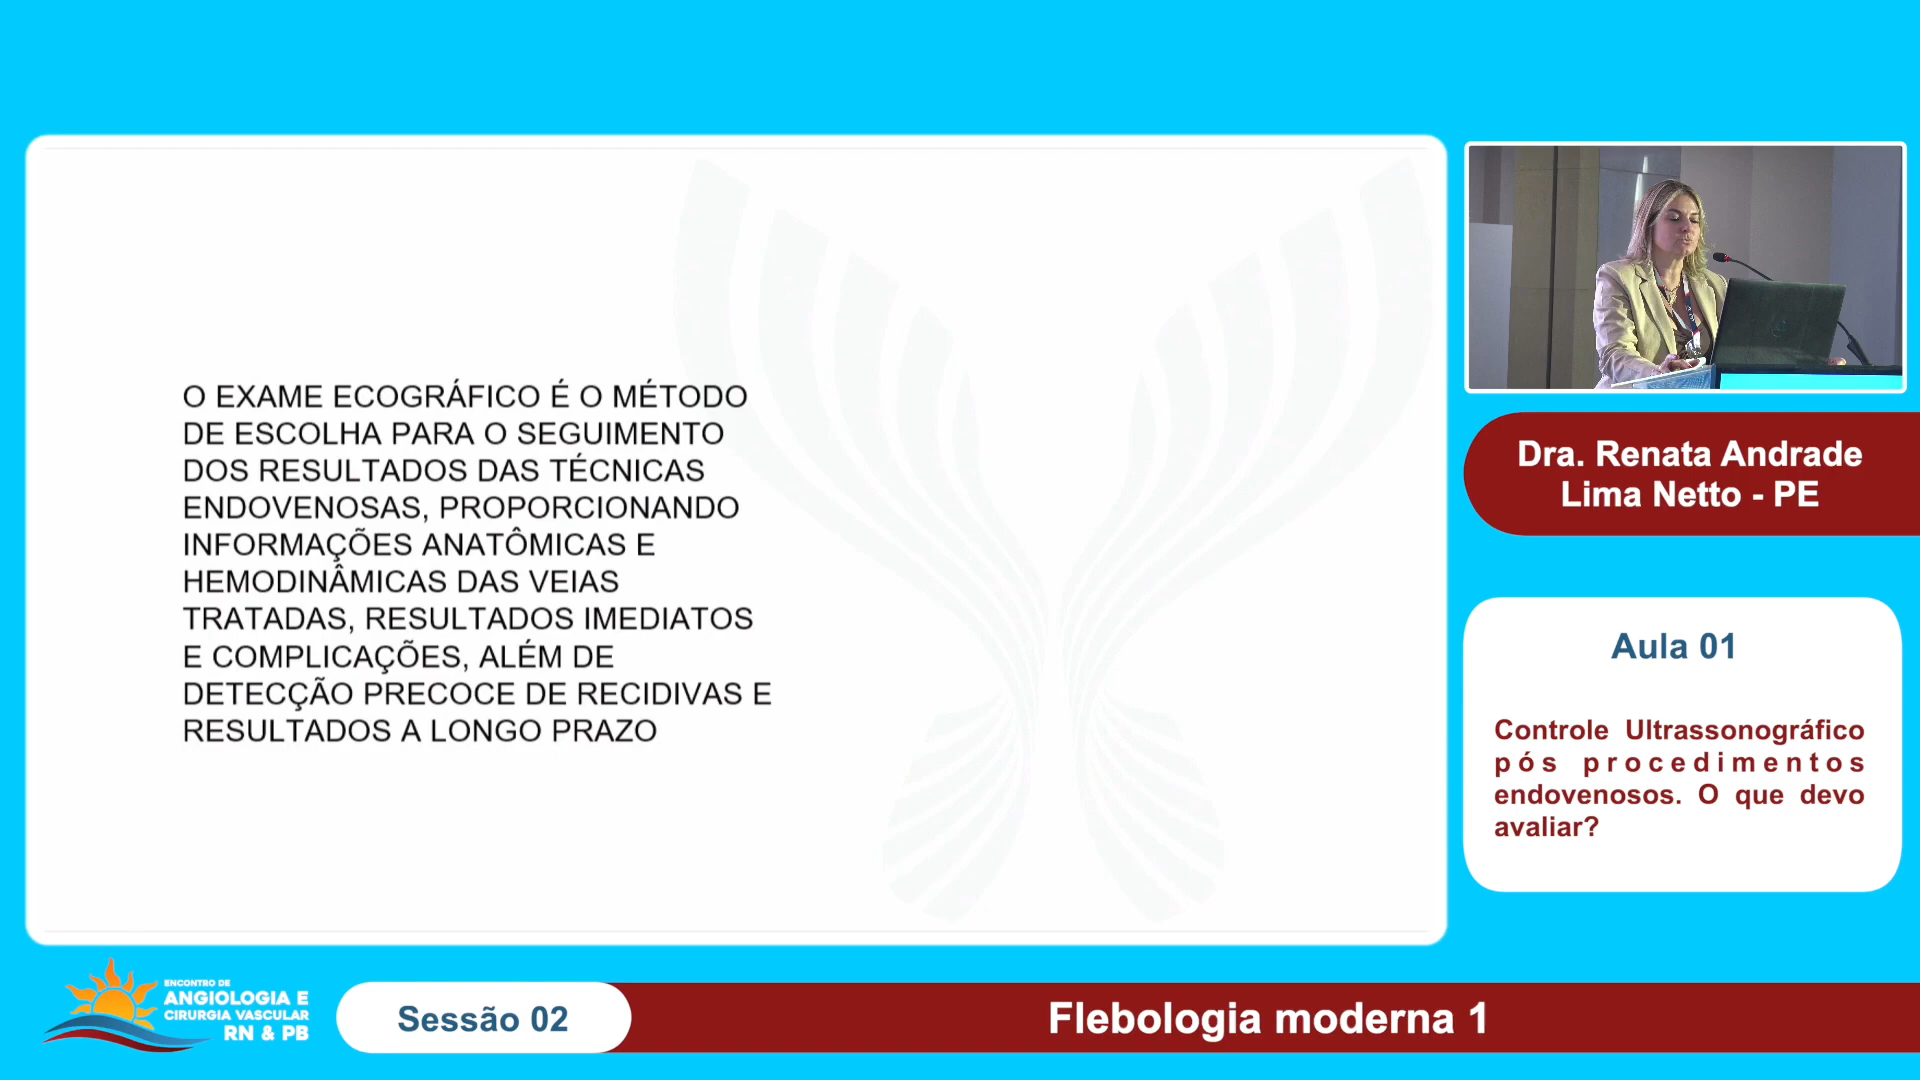 O EXAME ECOGRÁFICO É O MÉTODO
DE ESCOLHA PARA O SEGUIMENTO
DOS RESULTADOS DAS TÉCNICAS
ENDOVENOSAS, PROPORCIONANDO
INFORMAÇÕES ANATÔMICAS E
HEMODINÂMICAS DAS VEIAS
TRATADAS, RESULTADOS IMEDIATOS
E COMPLICAÇÕES, ALÉM DE
DETECÇÃO PRECOCE DE RECIDIVAS E
RESULTADOS A LONGO PRAZO
Dra. Renata Andrade
Lima Netto - PE
Aula 01
Controle Ultrassonográfico
pós procedimentos
endovenosos. O que devo
avaliar?
ENCONTRO DE
ANGIOLOGIA E
CIRURGIA VASCULAR
RN & PB
Sessão 02
Flebologia moderna 1